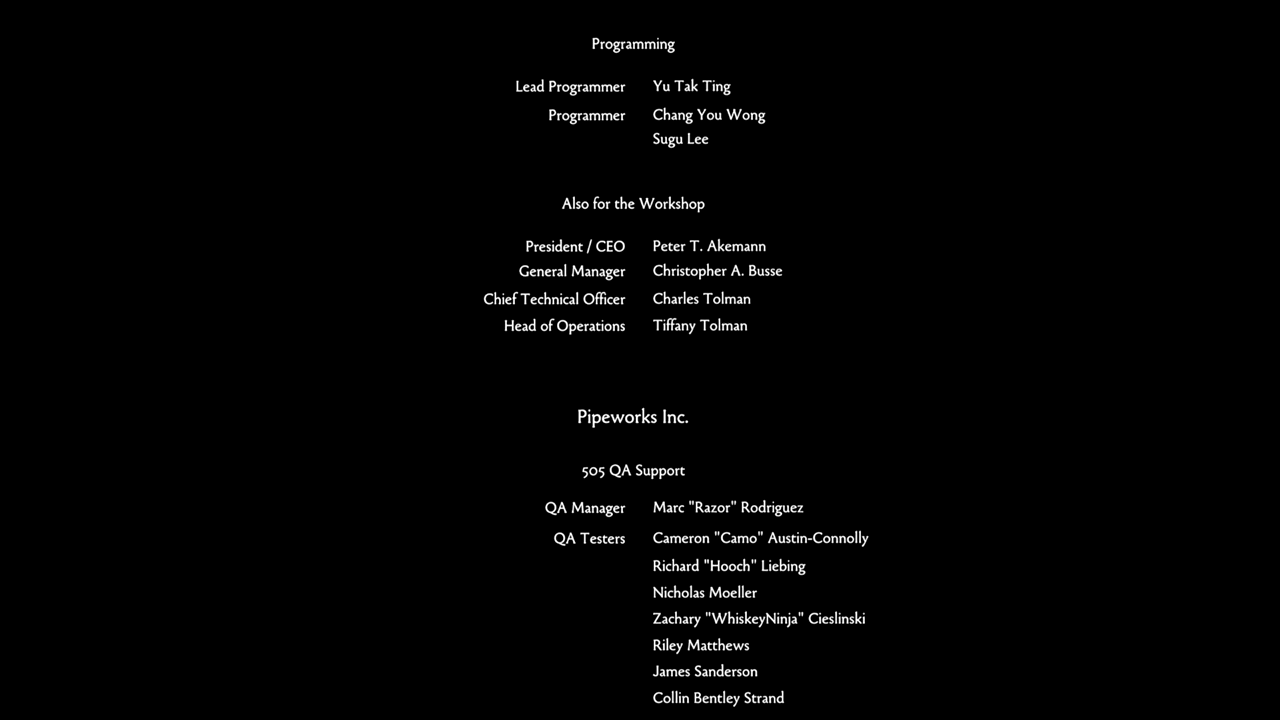 Programming
Lead Programmer Yu Tak Ting
Programmer Chang You Wong
Sugu Lee
Also for the Workshop
President / CEO Peter T. Akemann
General Manager Christopher A. Busse
Chief Technical Officer Charles Tolman
Head of Operations Tiffany Tolman
Pipeworks Inc.
505 QA Support
QA Manager Marc "Razor" Rodriguez
QA Testers Cameron "Camo" Austin-Connolly
Richard "Hooch" Liebing
Nicholas Moeller
Zachary "WhiskeyNinja" Cieslinski
Riley Matthews
James Sanderson
Collin Bentley Strand